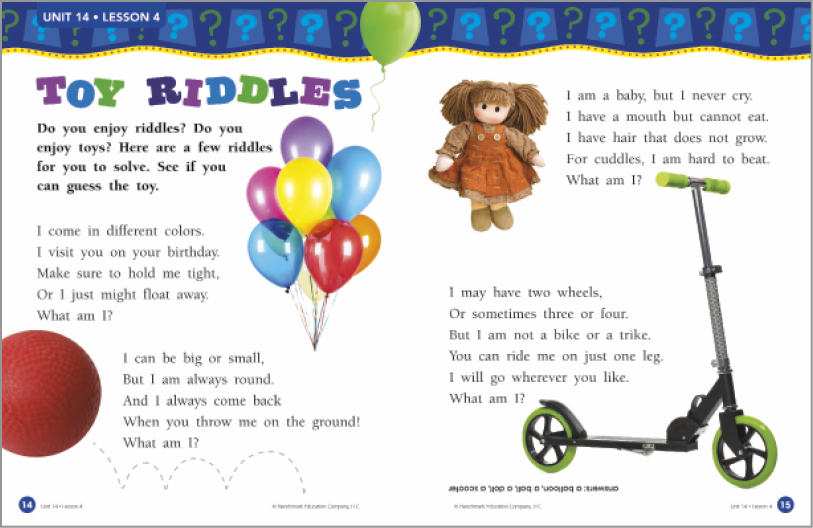 UNIT 14 • LESSON 4
TOY RIDDLES
Do you enjoy riddles? Do you
enjoy toys? Here are a few riddles
for you to solve. See if you
can guess the toy.
I come in different colors.
I visit you on your birthday.
Make sure to hold me tight,
Or I just might float away.
What am I?
I can be big or small,
But I am always round.
And I always come back
When you throw me on the ground!
What am I?
14
Unit 14 • Lesson 4
© Benchmark Education Company, LLC
I am a baby, but I never cry.
I have a mouth but cannot eat.
I have hair that does not grow.
For cuddles, I am hard to beat.
What am I?
I may have two wheels,
Or sometimes three or four.
But I am not a bike or a trike.
You can ride me on just one leg.
I will go wherever you like.
What am I?
answers: a balloon, a ball, a doll, a scooter
© Benchmark Education Company, LLC
Unit 14 • Lesson 4
15